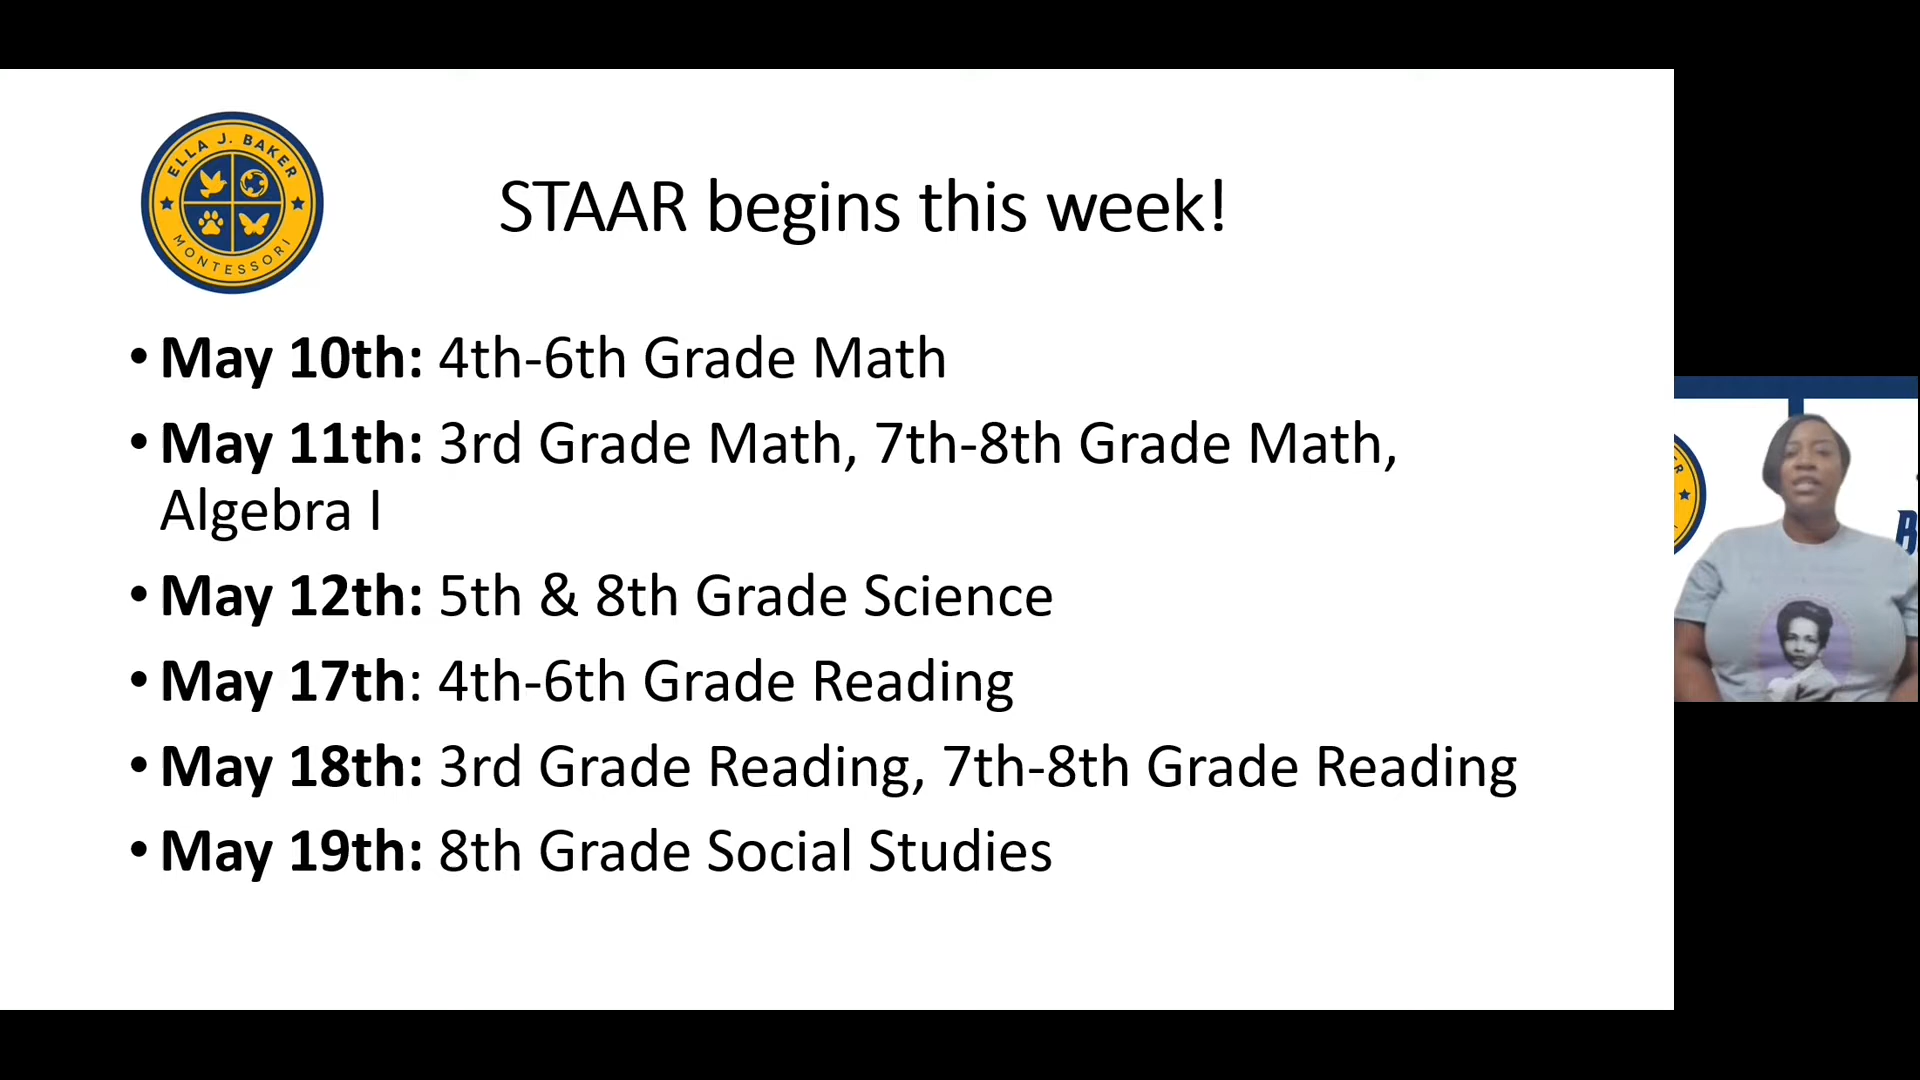 ELLA J. BAKER
MONTESSORI
STAAR begins this week!
• May 10th: 4th-6th Grade Math
• May 11th: 3rd Grade Math, 7th-8th Grade Math,
Algebra I
• May 12th: 5th & 8th Grade Science
• May 17th: 4th-6th Grade Reading
• May 18th: 3rd Grade Reading, 7th-8th Grade Reading
• May 19th: 8th Grade Social Studies